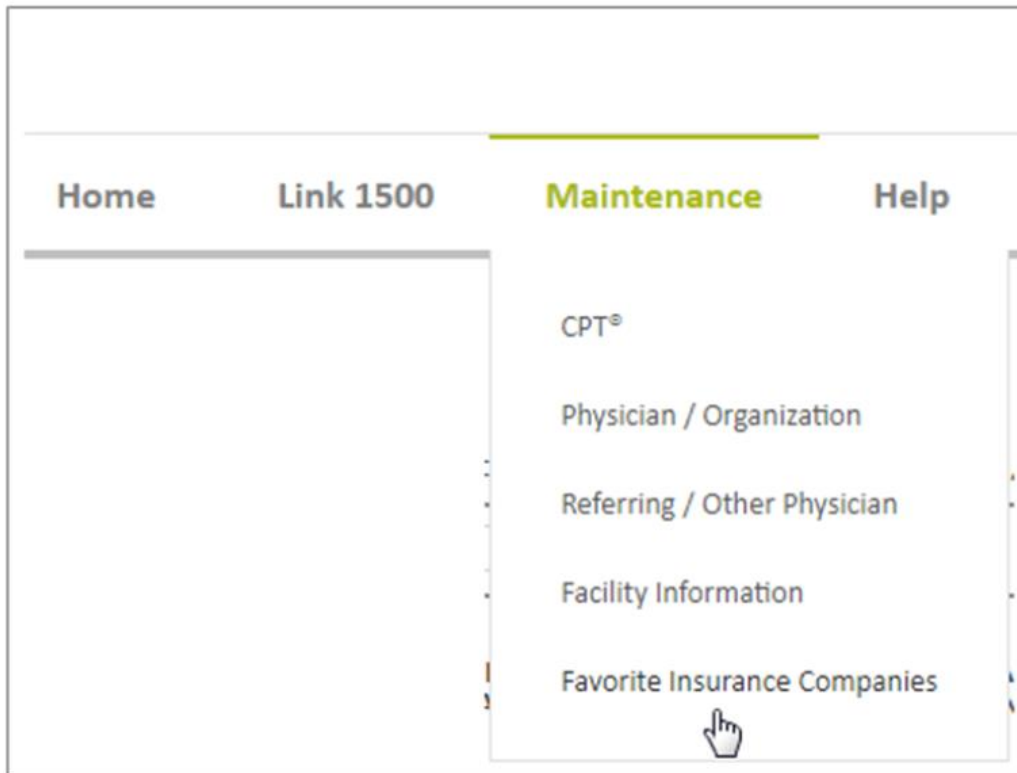 Home Link 1500 Maintenance Help
CPT®
Physician / Organization
Referring / Other Physician
Facility Information
Favorite Insurance Companies